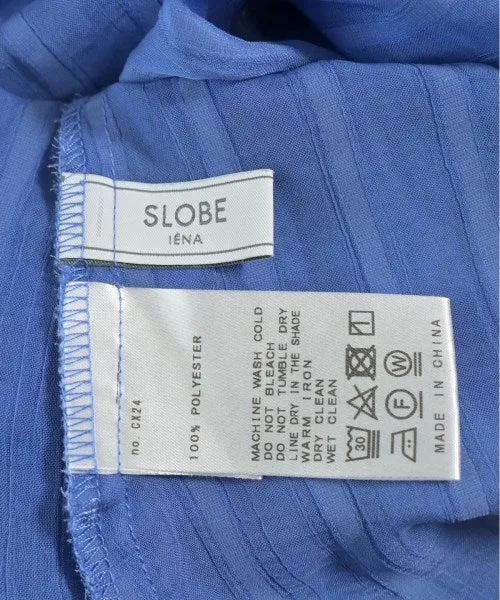 SLOBE
IÉNA
no. CX24
100% POLYESTER
MACHINE WASH COLD
DO NOT BLEACH
DO NOT TUMBLE DRY
LINE DRY IN THE SHADE
WARM IRON
DRY CLEAN
WET CLEAN
30
F
W
MADE IN CHINA